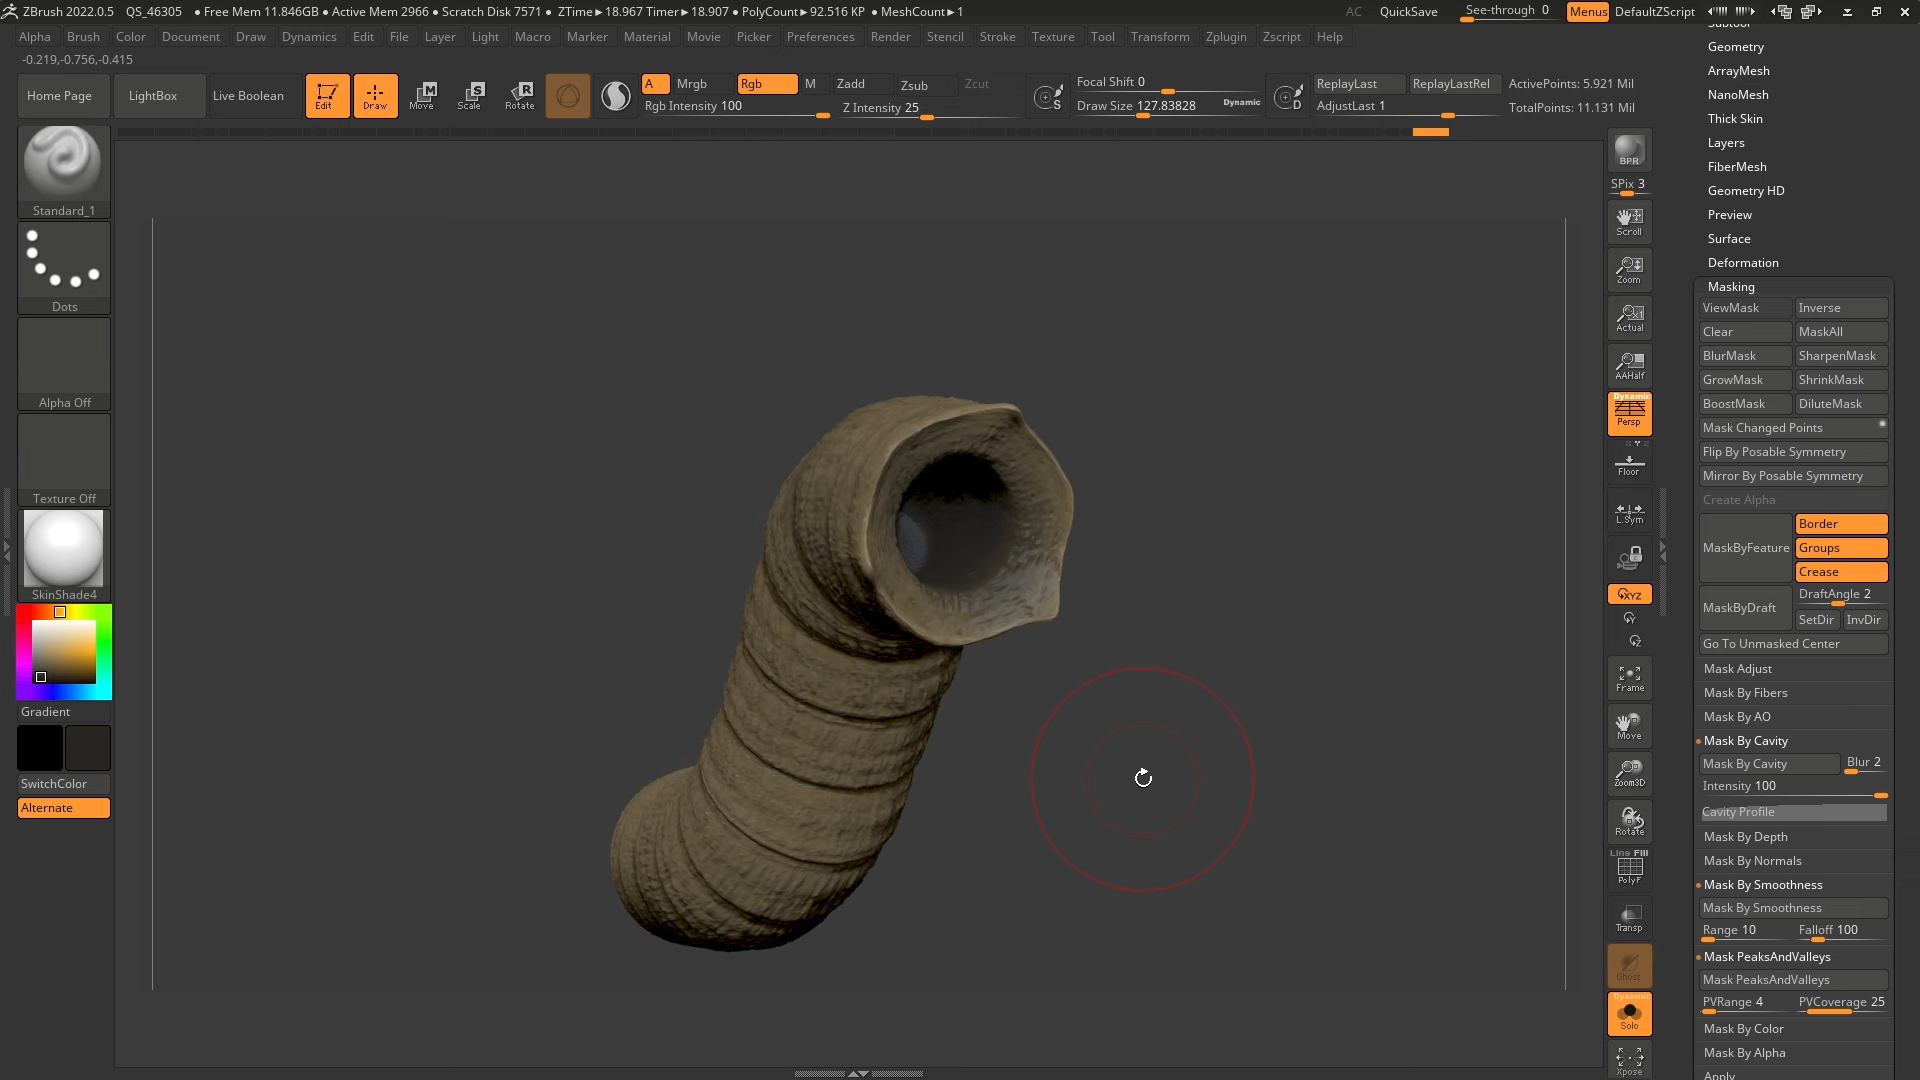 ZBrush 2022.0.5 QS_46305 ● Free Mem 11.846GB ● Active Mem 2966 ● Scratch Disk 7571 ● ZTime►18.967 Timer►18.907 ● PolyCount►92.516 KP ● MeshCount►1 AC QuickSave See-through 0 Menus DefaultZScript
Alpha Brush Color Document Draw Dynamics Edit File Layer Light Macro Marker Material Movie Picker Preferences Render Stencil Stroke Texture Tool Transform Zplugin Zscript Help
-0.219,-0.756,-0.415
Home Page LightBox Live Boolean Edit Draw Move Scale Rotate
A Mrgb Rgb M Zadd Zsub Zcut
Rgb Intensity 100 Z Intensity 25
S Focal Shift 0
Draw Size 127.83828 Dynamic
D ReplayLast ReplayLastRel
AdjustLast 1
ActivePoints: 5.921 Mil
TotalPoints: 11.131 Mil
Standard_1
Dots
Alpha Off
Texture Off
SkinShade4
Gradient
SwitchColor
Alternate
BPR
SPix 3
Scroll
Zoom
Actual
AAHalf
Dynamic
Persp
Floor
L.Sym
XYZ
Y
Z
Frame
Move
Zoom3D
Rotate
Line Fill
PolyF
Transp
Ghost
Dynamic
Solo
Xpose
Subtool
Geometry
ArrayMesh
NanoMesh
Thick Skin
Layers
FiberMesh
Geometry HD
Preview
Surface
Deformation
Masking
ViewMask Inverse
Clear MaskAll
BlurMask SharpenMask
GrowMask ShrinkMask
BoostMask DiluteMask
Mask Changed Points
Flip By Posable Symmetry
Mirror By Posable Symmetry
Create Alpha
MaskByFeature
Border
Groups
Crease
MaskByDraft
DraftAngle 2
SetDir InvDir
Go To Unmasked Center
Mask Adjust
Mask By Fibers
Mask By AO
Mask By Cavity
Mask By Cavity Blur 2
Intensity 100
Cavity Profile
Mask By Depth
Mask By Normals
Mask By Smoothness
Mask By Smoothness
Range 10 Falloff 100
Mask PeaksAndValleys
Mask PeaksAndValleys
PVRange 4 PVCoverage 25
Mask By Color
Mask By Alpha
Apply